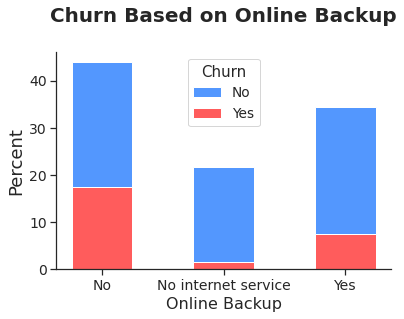 Churn Based on Online Backup
Churn
No
Yes
Percent
40
30
20
10
0
No
No internet service
Yes
Online Backup